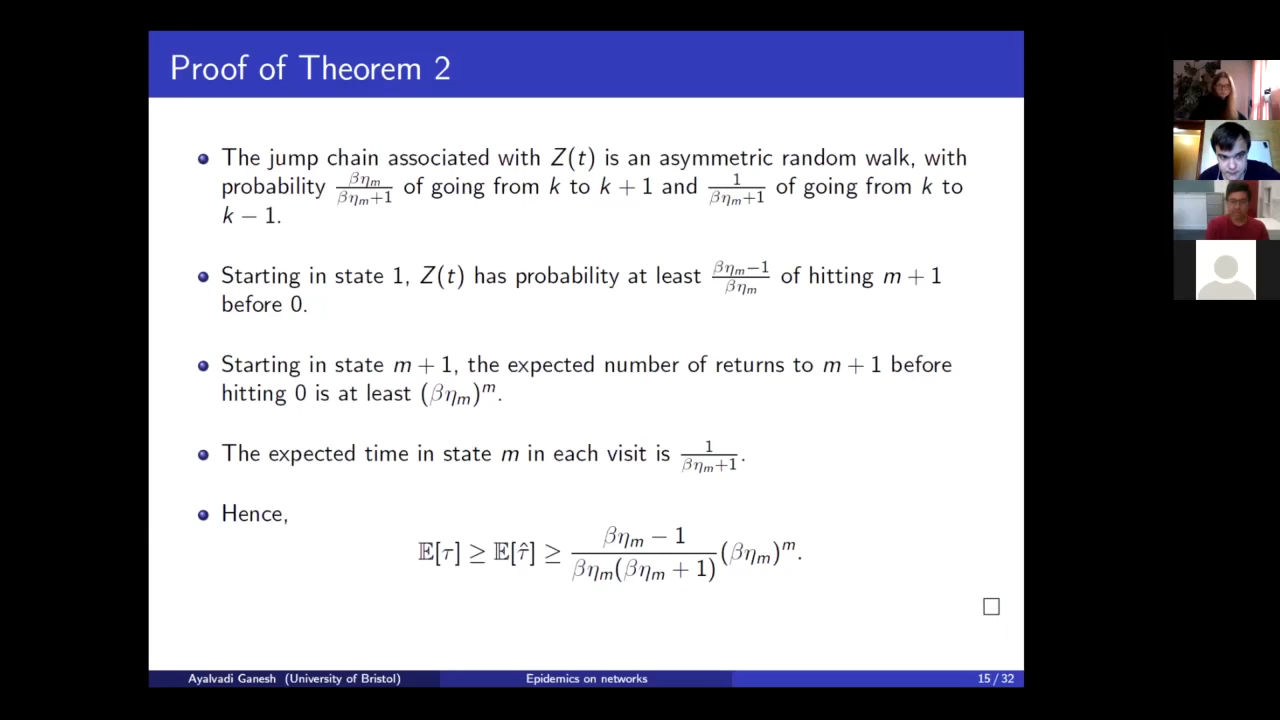 Proof of Theorem 2
The jump chain associated with Z(t) is an asymmetric random walk, with
probability βη_m/(βη_m+1) of going from k to k + 1 and 1/(βη_m+1) of going from k to
k − 1.
Starting in state 1, Z(t) has probability at least (βη_m−1)/(βη_m) of hitting m + 1
before 0.
Starting in state m + 1, the expected number of returns to m + 1 before
hitting 0 is at least (βη_m)^m.
The expected time in state m in each visit is 1/(βη_m+1).
Hence,
𝔼[τ] ≥ 𝔼[τ̂] ≥ (βη_m − 1)/(βη_m(βη_m + 1)) (βη_m)^m.
□
Ayalvadi Ganesh (University of Bristol) Epidemics on networks 15 / 32